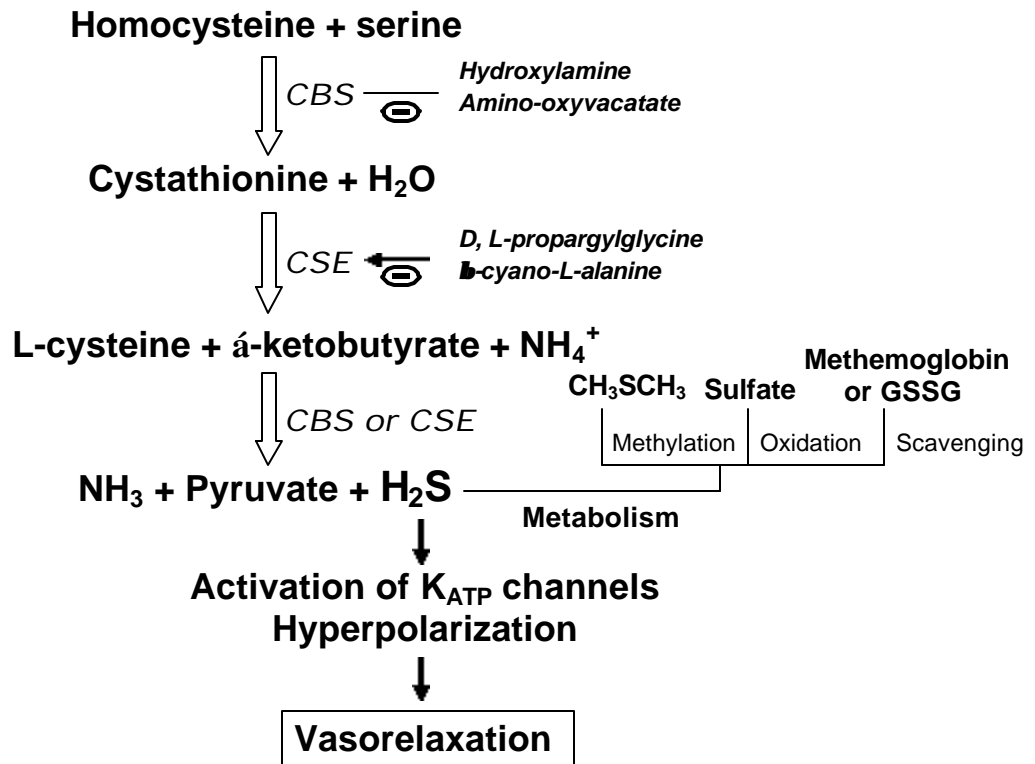 Homocysteine + serine
CBS
Hydroxylamine
Amino-oxyvacatate
Cystathionine + H₂O
CSE
D, L-propargylglycine
b-cyano-L-alanine
L-cysteine + á-ketobutyrate + NH₄⁺
CBS or CSE
CH₃SCH₃
Sulfate
Methemoglobin
or GSSG
Methylation
Oxidation
Scavenging
NH₃ + Pyruvate + H₂S
Metabolism
Activation of K_ATP channels
Hyperpolarization
Vasorelaxation